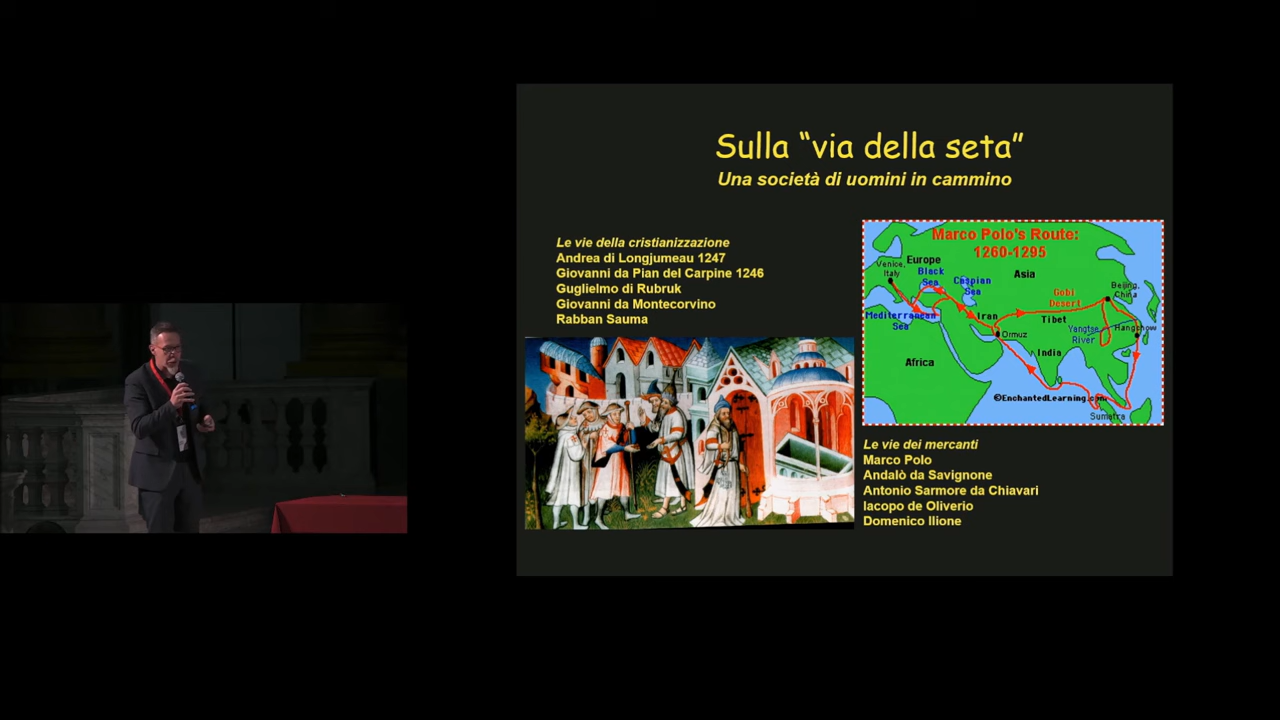 Sulla “via della seta”
Una società di uomini in cammino
Le vie della cristianizzazione
Andrea di Longjumeau 1247
Giovanni da Pian del Carpine 1246
Guglielmo di Rubruk
Giovanni da Montecorvino
Rabban Sauma
Marco Polo's Route:
1260-1295
Venice,
Italy
Europe
Black
Sea
Caspian
Sea
Asia
Gobi
Desert
Beijing,
China
Mediterranean
Sea
Iran
Ormuz
Tibet
Yangtse
River
Hangchow
India
Africa
©EnchantedLearning.com
Sumatra
Le vie dei mercanti
Marco Polo
Andalò da Savignone
Antonio Sarmore da Chiavari
Iacopo de Oliverio
Domenico Ilione